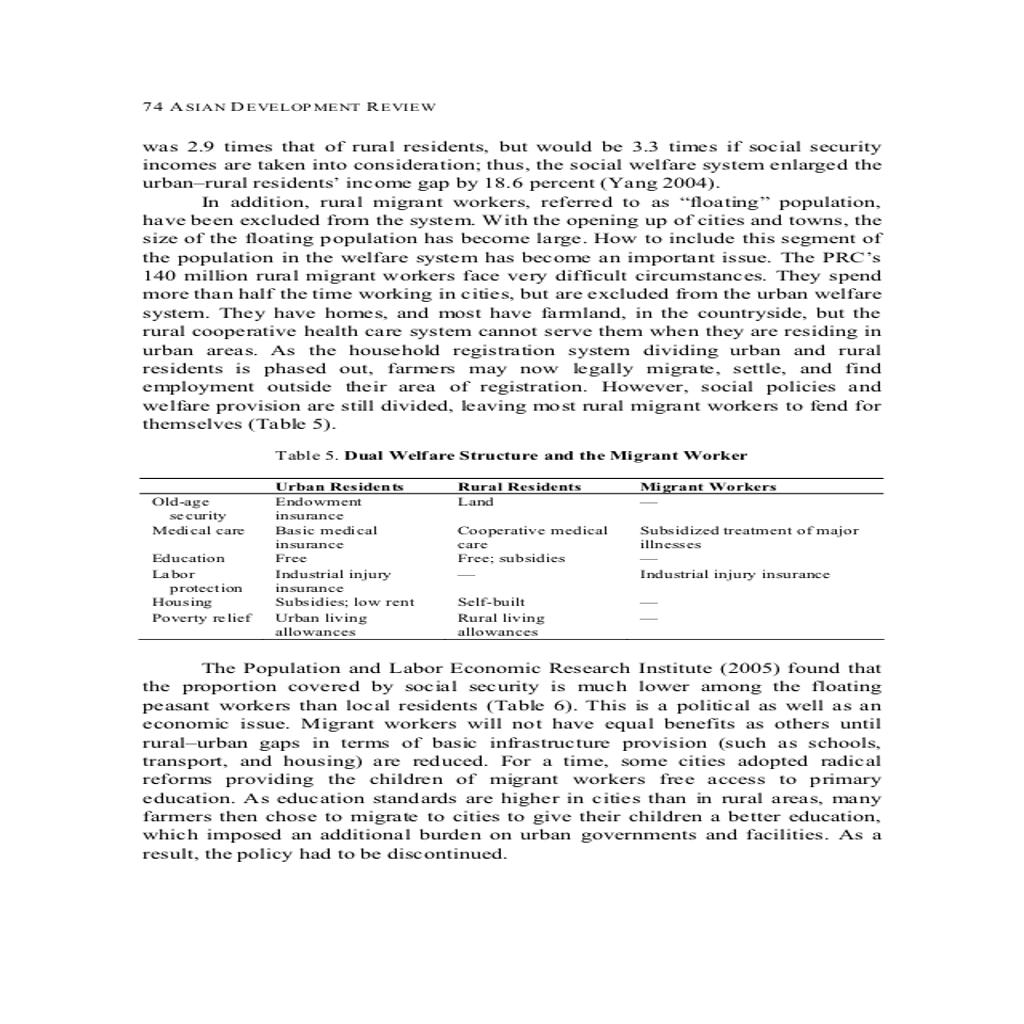 74 ASIAN DEVELOPMENT REVIEW
was 2.9 times that of rural residents, but would be 3.3 times if social security
incomes are taken into consideration; thus, the social welfare system enlarged the
urban–rural residents’ income gap by 18.6 percent (Yang 2004).
In addition, rural migrant workers, referred to as “floating” population,
have been excluded from the system. With the opening up of cities and towns, the
size of the floating population has become large. How to include this segment of
the population in the welfare system has become an important issue. The PRC’s
140 million rural migrant workers face very difficult circumstances. They spend
more than half the time working in cities, but are excluded from the urban welfare
system. They have homes, and most have farmland, in the countryside, but the
rural cooperative health care system cannot serve them when they are residing in
urban areas. As the household registration system dividing urban and rural
residents is phased out, farmers may now legally migrate, settle, and find
employment outside their area of registration. However, social policies and
welfare provision are still divided, leaving most rural migrant workers to fend for
themselves (Table 5).
Table 5. Dual Welfare Structure and the Migrant Worker
Urban Residents Rural Residents Migrant Workers
Old-age Endowment Land —
security insurance
Medical care Basic medical Cooperative medical Subsidized treatment of major
insurance care illnesses
Education Free Free; subsidies —
Labor Industrial injury — Industrial injury insurance
protection insurance
Housing Subsidies; low rent Self-built —
Poverty relief Urban living Rural living —
allowances allowances
The Population and Labor Economic Research Institute (2005) found that
the proportion covered by social security is much lower among the floating
peasant workers than local residents (Table 6). This is a political as well as an
economic issue. Migrant workers will not have equal benefits as others until
rural–urban gaps in terms of basic infrastructure provision (such as schools,
transport, and housing) are reduced. For a time, some cities adopted radical
reforms providing the children of migrant workers free access to primary
education. As education standards are higher in cities than in rural areas, many
farmers then chose to migrate to cities to give their children a better education,
which imposed an additional burden on urban governments and facilities. As a
result, the policy had to be discontinued.